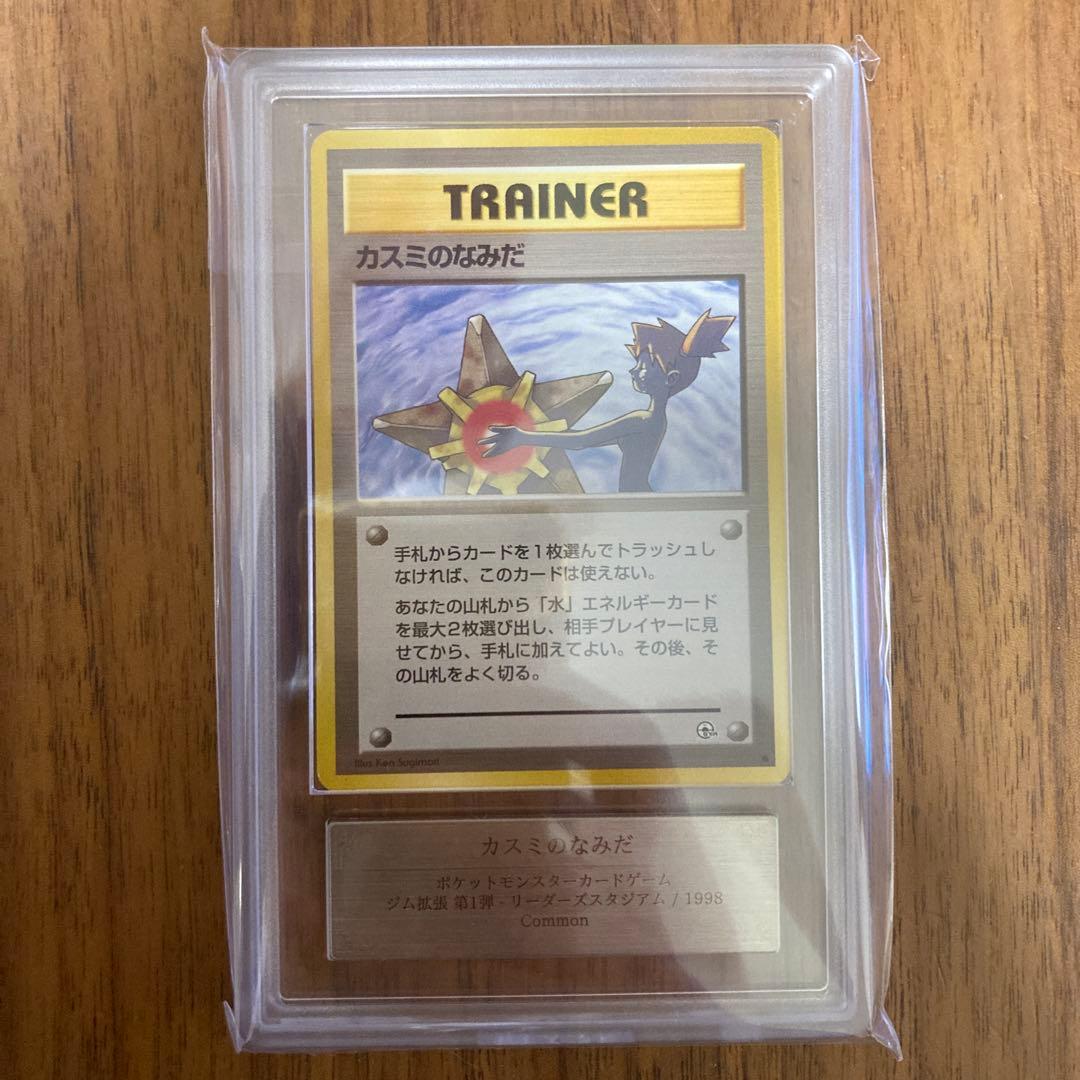 TRAINER
カスミのなみだ
手札からカードを1枚選んでトラッシュし
なければ、このカードは使えない。
あなたの山札から「水」エネルギーカード
を最大2枚選び出し、相手プレイヤーに見
せてから、手札に加えてよい。その後、そ
の山札をよく切る。
GYM
Illus Ken Sugimori
カスミのなみだ
ポケットモンスターカードゲーム
ジム拡張 第1弾 - リーダーズスタジアム / 1998
Common